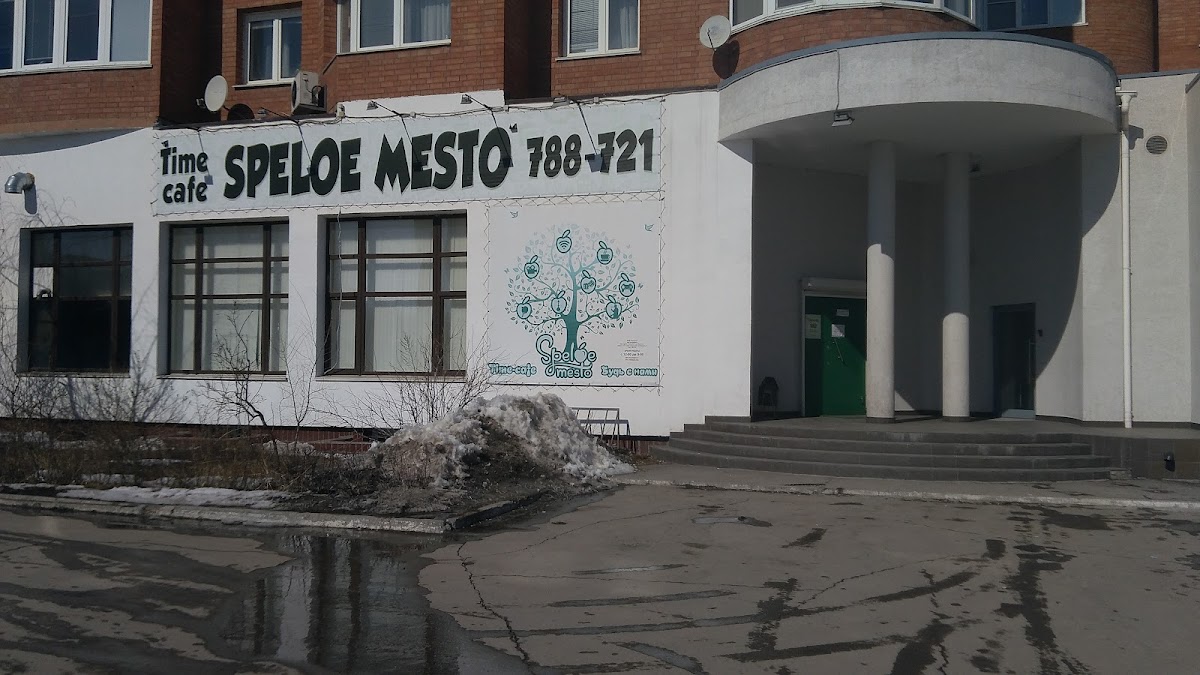 Time cafe SPELOE MESTO 788-721
Speloe mesto
Time-cafe Будь с нами